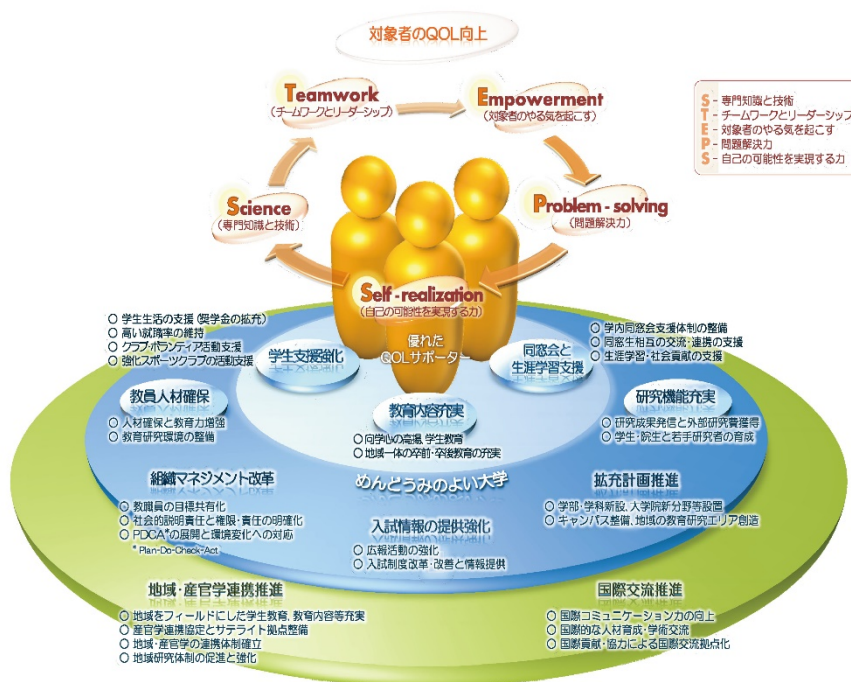 対象者のQOL向上
Teamwork
(チームワークとリーダーシップ)
Empowerment
(対象者のやる気を起こす)
S - 専門知識と技術
T - チームワークとリーダーシップ
E - 対象者のやる気を起こす
P - 問題解決力
S - 自己の可能性を実現する力
Science
(専門知識と技術)
Problem - solving
(問題解決力)
Self - realization
(自己の可能性を実現する力)
優れた
QOLサポーター
○ 学生生活の支援(奨学金の拡充)
○ 高い就職率の維持
○ クラブ・ボランティア活動支援
○ 強化スポーツクラブの活動支援
学生支援強化
同窓会と
生涯学習支援
○ 学内同窓会支援体制の整備
○ 同窓生相互の交流・連携の支援
○ 生涯学習・社会貢献の支援
教員人材確保
○ 人材確保と教育力増強
○ 教育研究環境の整備
教育内容充実
○ 向学心の高揚、学生教育
○ 地域一体の卒前・卒後教育の充実
研究機能充実
○ 研究成果発信と外部研究費獲得
○ 学生・院生と若手研究者の育成
めんどうみのよい大学
組織マネジメント改革
○ 教職員の目標共有化
○ 社会的説明責任と権限・責任の明確化
○ PDCA*の展開と環境変化への対応
* Plan-Do-Check-Act
入試情報の提供強化
○ 広報活動の強化
○ 入試制度改革・改善と情報提供
拡充計画推進
○ 学部・学科新設、大学院新分野等設置
○ キャンパス整備、地域の教育研究エリア創造
地域・産官学連携推進
○ 地域をフィールドにした学生教育、教育内容等充実
○ 産官学連携協定とサテライト拠点整備
○ 地域・産官学の連携体制確立
○ 地域研究体制の促進と強化
国際交流推進
○ 国際コミュニケーション力の向上
○ 国際的な人材育成・学術交流
○ 国際貢献・協力による国際交流拠点化